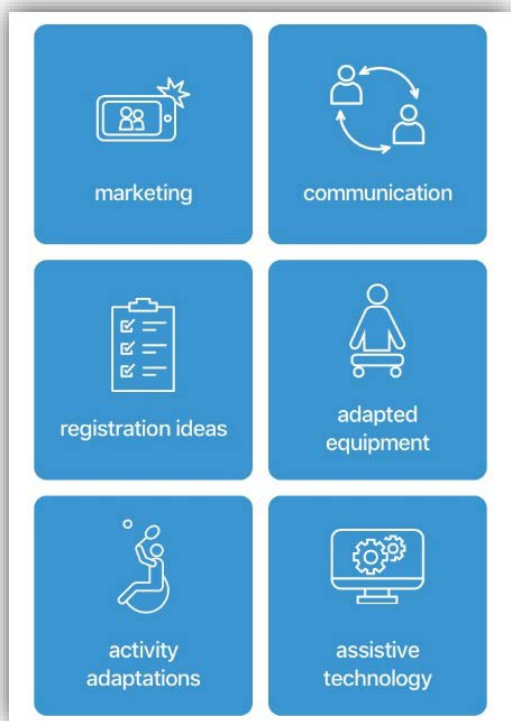 marketing
communication
registration ideas
adapted
equipment
activity
adaptations
assistive
technology